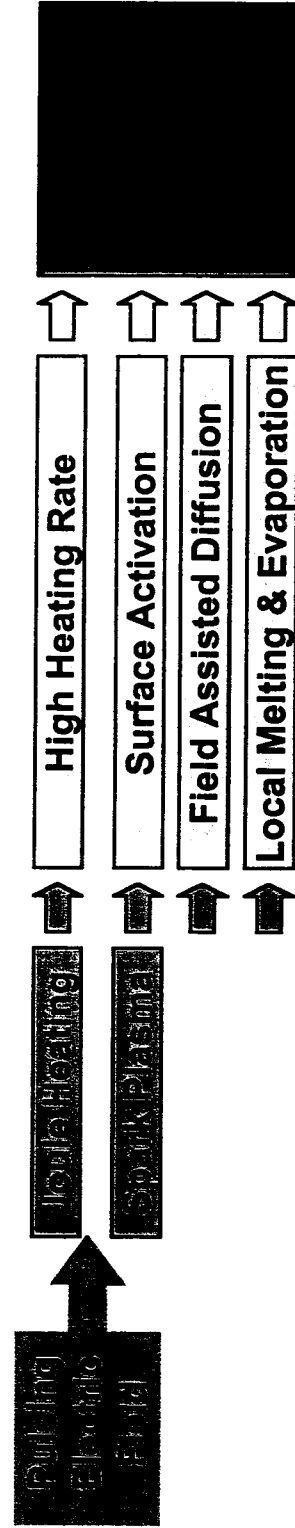 Pulsing
Electric
Field
Joule Heating
Spark Plasma
High Heating Rate
Surface Activation
Field Assisted Diffusion
Local Melting & Evaporation